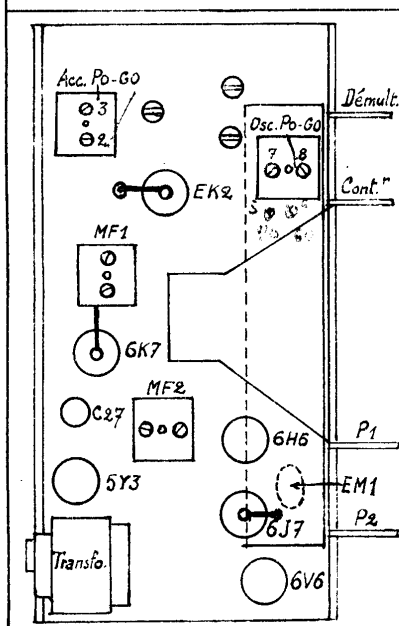 Acc. Po-Go
3
2
Démult.
Osc. Po-Go
7 8
Cont.r
EK2
MF1
6K7
MF2
C27
6H6
P1
5Y3
EM1
6J7
P2
Transfo.
6V6